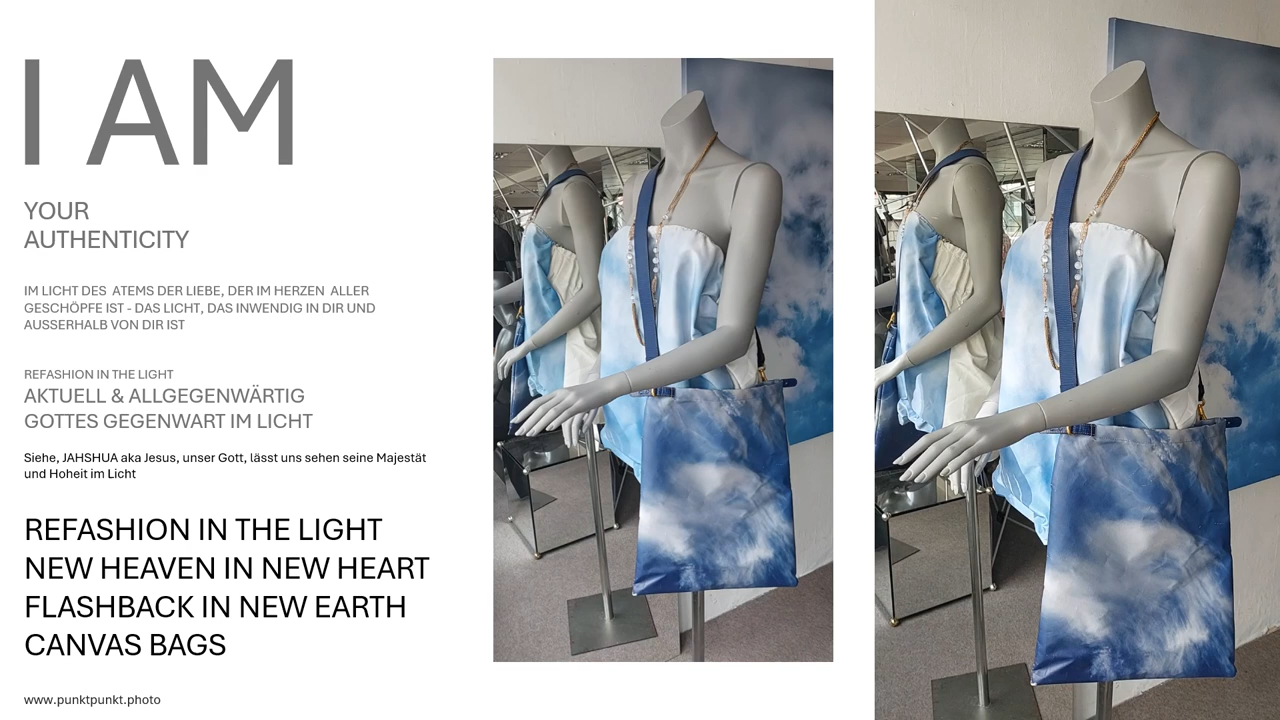 I AM
YOUR
AUTHENTICITY
IM LICHT DES ATEMS DER LIEBE, DER IM HERZEN ALLER
GESCHÖPFE IST - DAS LICHT, DAS INWENDIG IN DIR UND
AUSSERHALB VON DIR IST
REFASHION IN THE LIGHT
AKTUELL & ALLGEGENWÄRTIG
GOTTES GEGENWART IM LICHT
Siehe, JAHSHUA aka Jesus, unser Gott, lässt uns sehen seine Majestät
und Hoheit im Licht
REFASHION IN THE LIGHT
NEW HEAVEN IN NEW HEART
FLASHBACK IN NEW EARTH
CANVAS BAGS
www.punktpunkt.photo